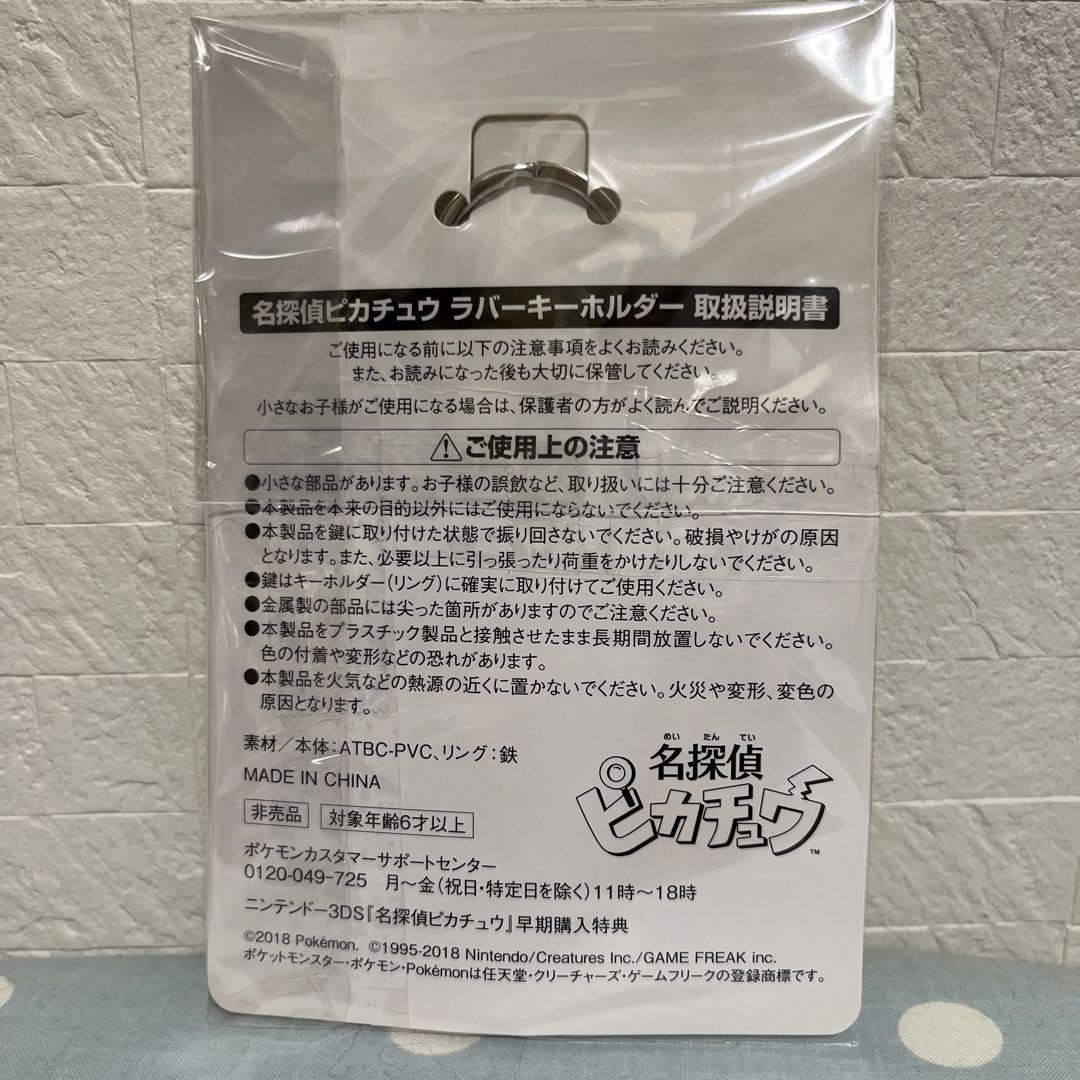 名探偵ピカチュウ ラバーキーホルダー 取扱説明書
ご使用になる前に以下の注意事項をよくお読みください。
また、お読みになった後も大切に保管してください。
小さなお子様がご使用になる場合は、保護者の方がよく読んでご説明ください。
ご使用上の注意
●小さな部品があります。お子様の誤飲など、取り扱いには十分ご注意ください。
●本製品を本来の目的以外にはご使用にならないでください。
●本製品を鍵に取り付けた状態で振り回さないでください。破損やけがの原因
となります。また、必要以上に引っ張ったり荷重をかけたりしないでください。
●鍵はキーホルダー(リング)に確実に取り付けてご使用ください。
●金属製の部品には尖った箇所がありますのでご注意ください。
●本製品をプラスチック製品と接触させたまま長期間放置しないでください。
色の付着や変形などの恐れがあります。
●本製品を火気などの熱源の近くに置かないでください。火災や変形、変色の
原因となります。
素材/本体:ATBC-PVC、リング:鉄
MADE IN CHINA
非売品 対象年齢6才以上
めい たん てい
名探偵
ピカチュウ
™
ポケモンカスタマーサポートセンター
0120-049-725 月~金(祝日・特定日を除く)11時~18時
ニンテンドー3DS『名探偵ピカチュウ』早期購入特典
©2018 Pokémon. ©1995-2018 Nintendo/Creatures Inc./GAME FREAK inc.
ポケットモンスター・ポケモン・Pokémonは任天堂・クリーチャーズ・ゲームフリークの登録商標です。